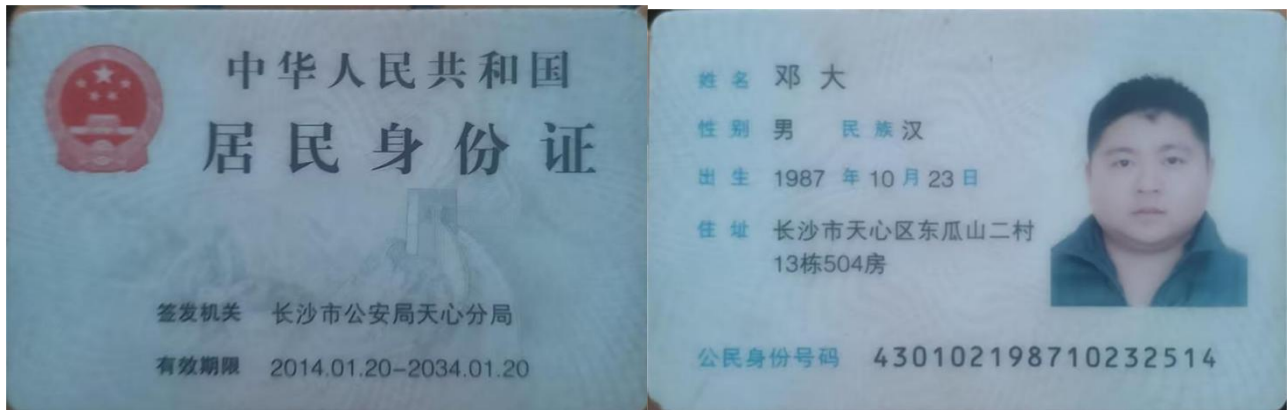 中华人民共和国
居民身份证
签发机关 长沙市公安局天心分局
有效期限 2014.01.20-2034.01.20
姓名 邓大
性别 男 民族 汉
出生 1987 年 10 月 23 日
住址 长沙市天心区东瓜山二村
13栋504房
公民身份号码 430102198710232514